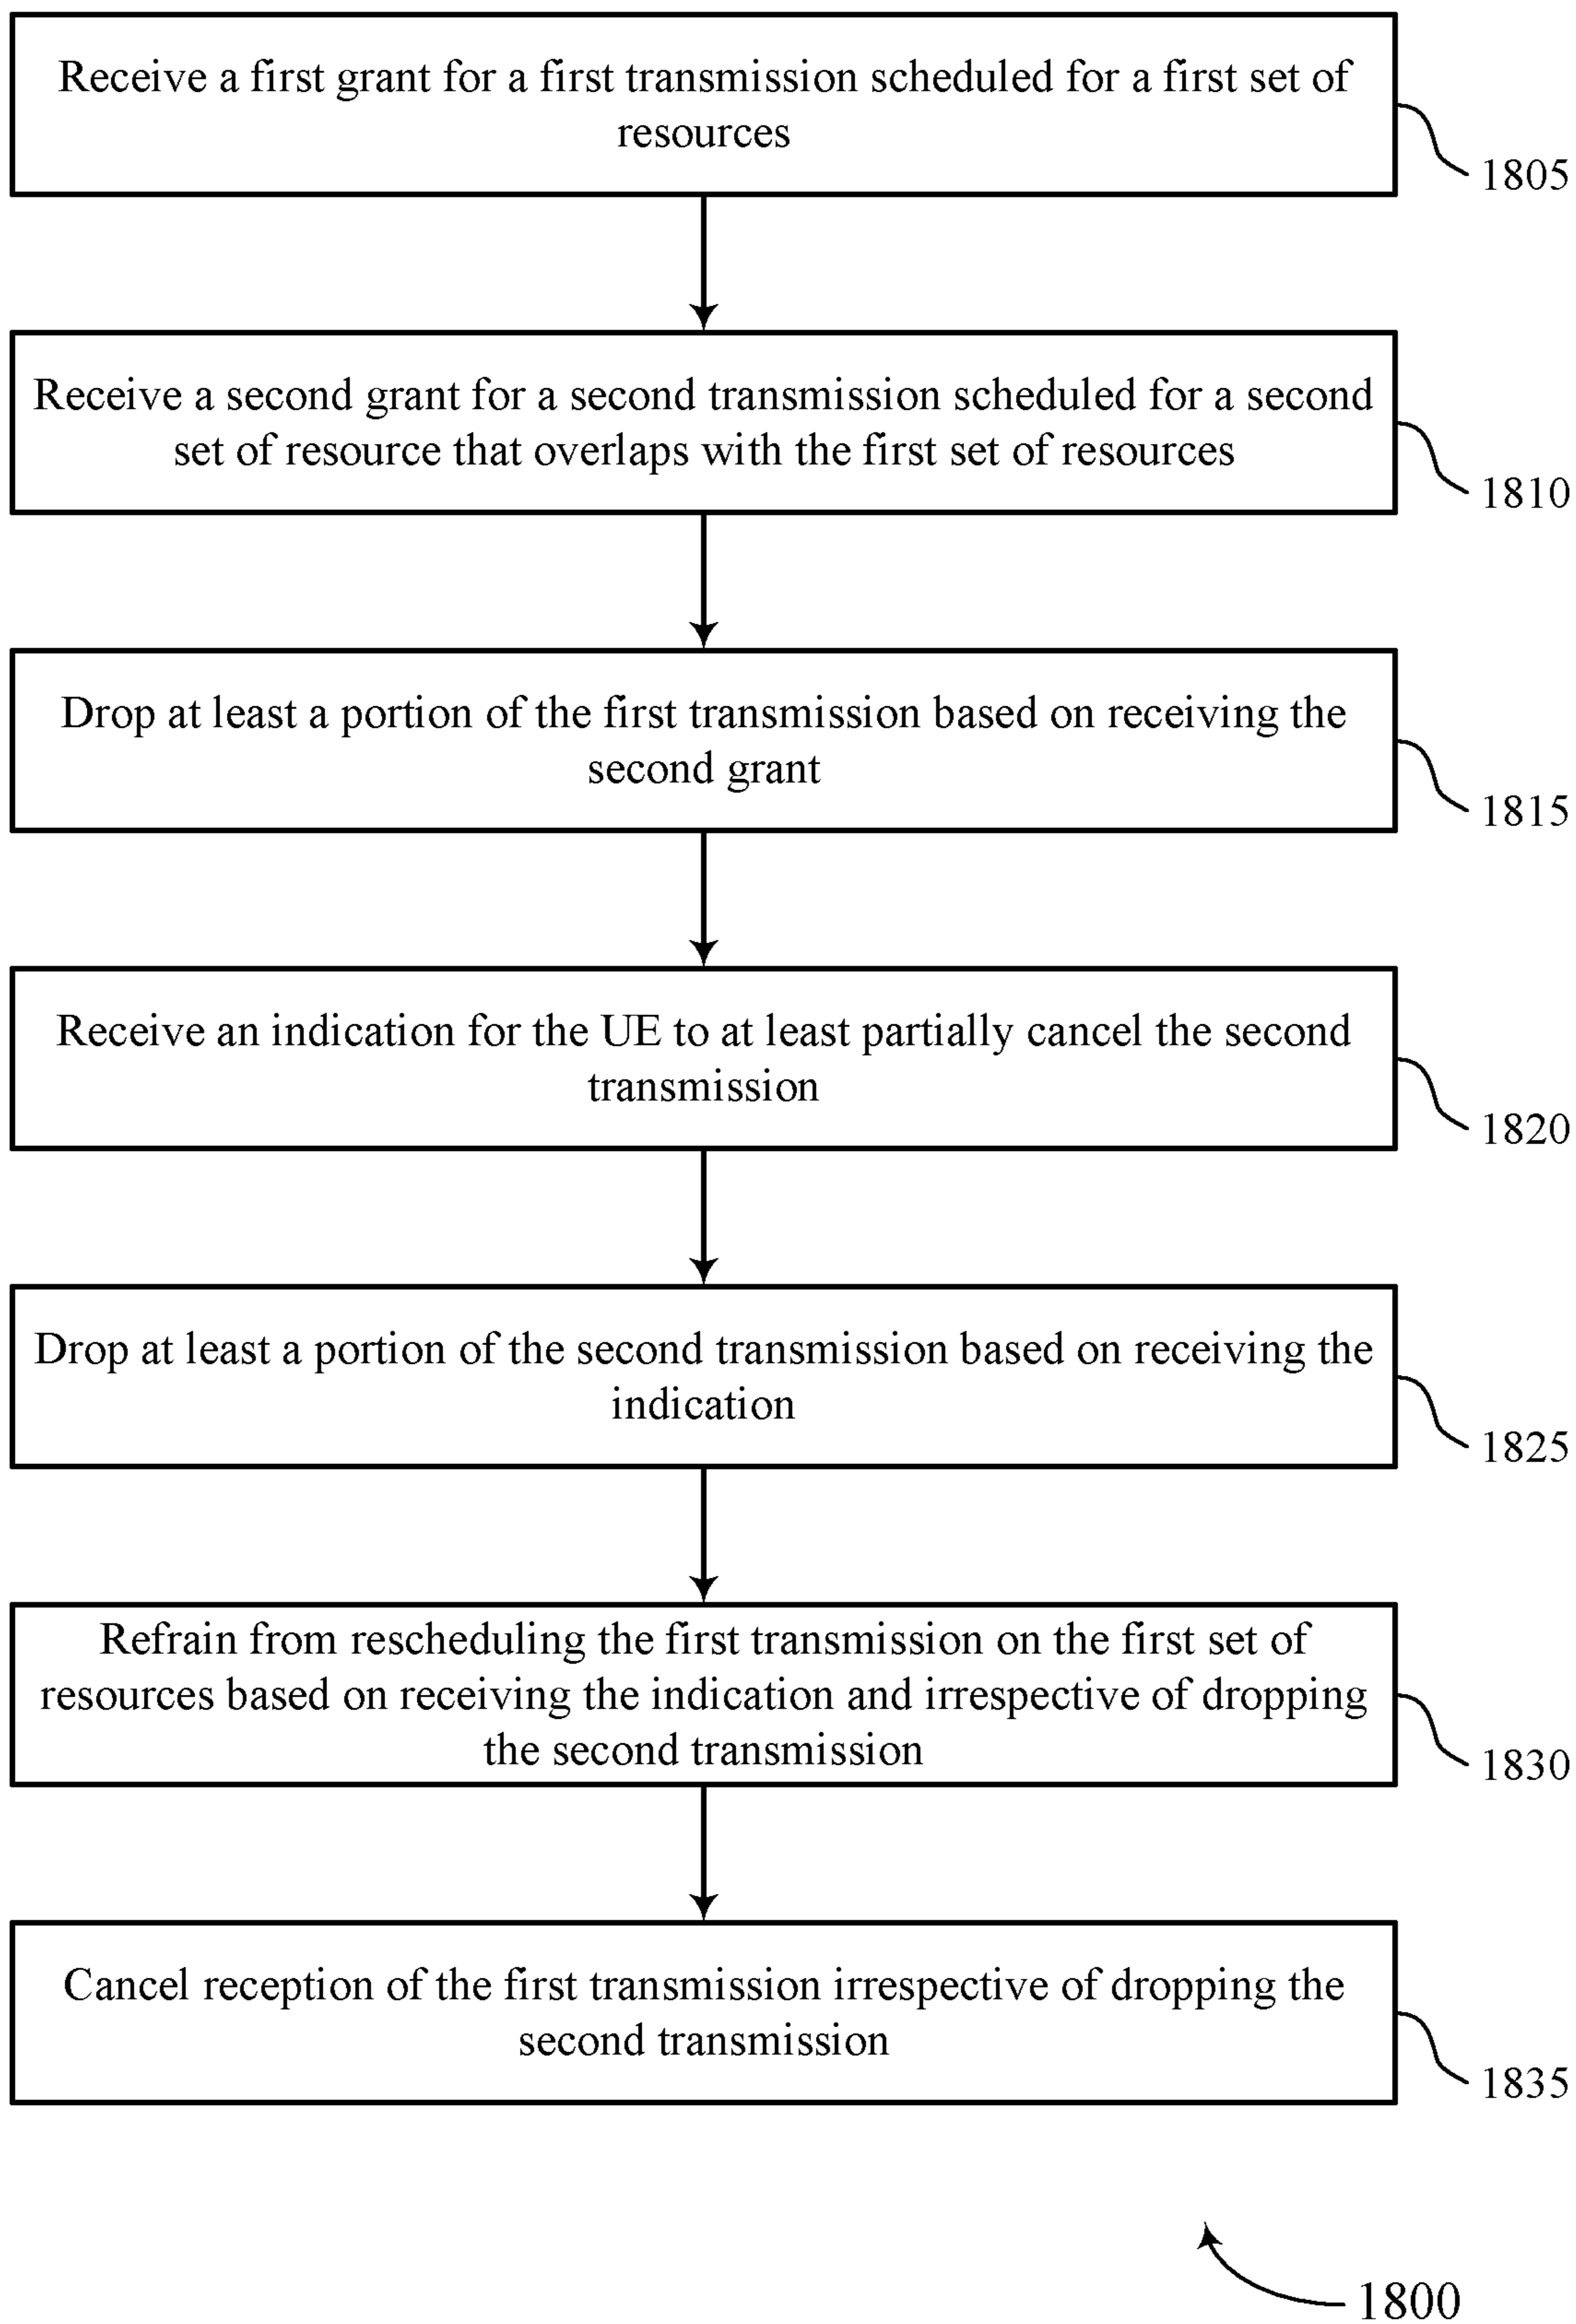 Receive a first grant for a first transmission scheduled for a first set of
resources
1805
Receive a second grant for a second transmission scheduled for a second
set of resource that overlaps with the first set of resources
1810
Drop at least a portion of the first transmission based on receiving the
second grant
1815
Receive an indication for the UE to at least partially cancel the second
transmission
1820
Drop at least a portion of the second transmission based on receiving the
indication
1825
Refrain from rescheduling the first transmission on the first set of
resources based on receiving the indication and irrespective of dropping
the second transmission
1830
Cancel reception of the first transmission irrespective of dropping the
second transmission
1835
1800